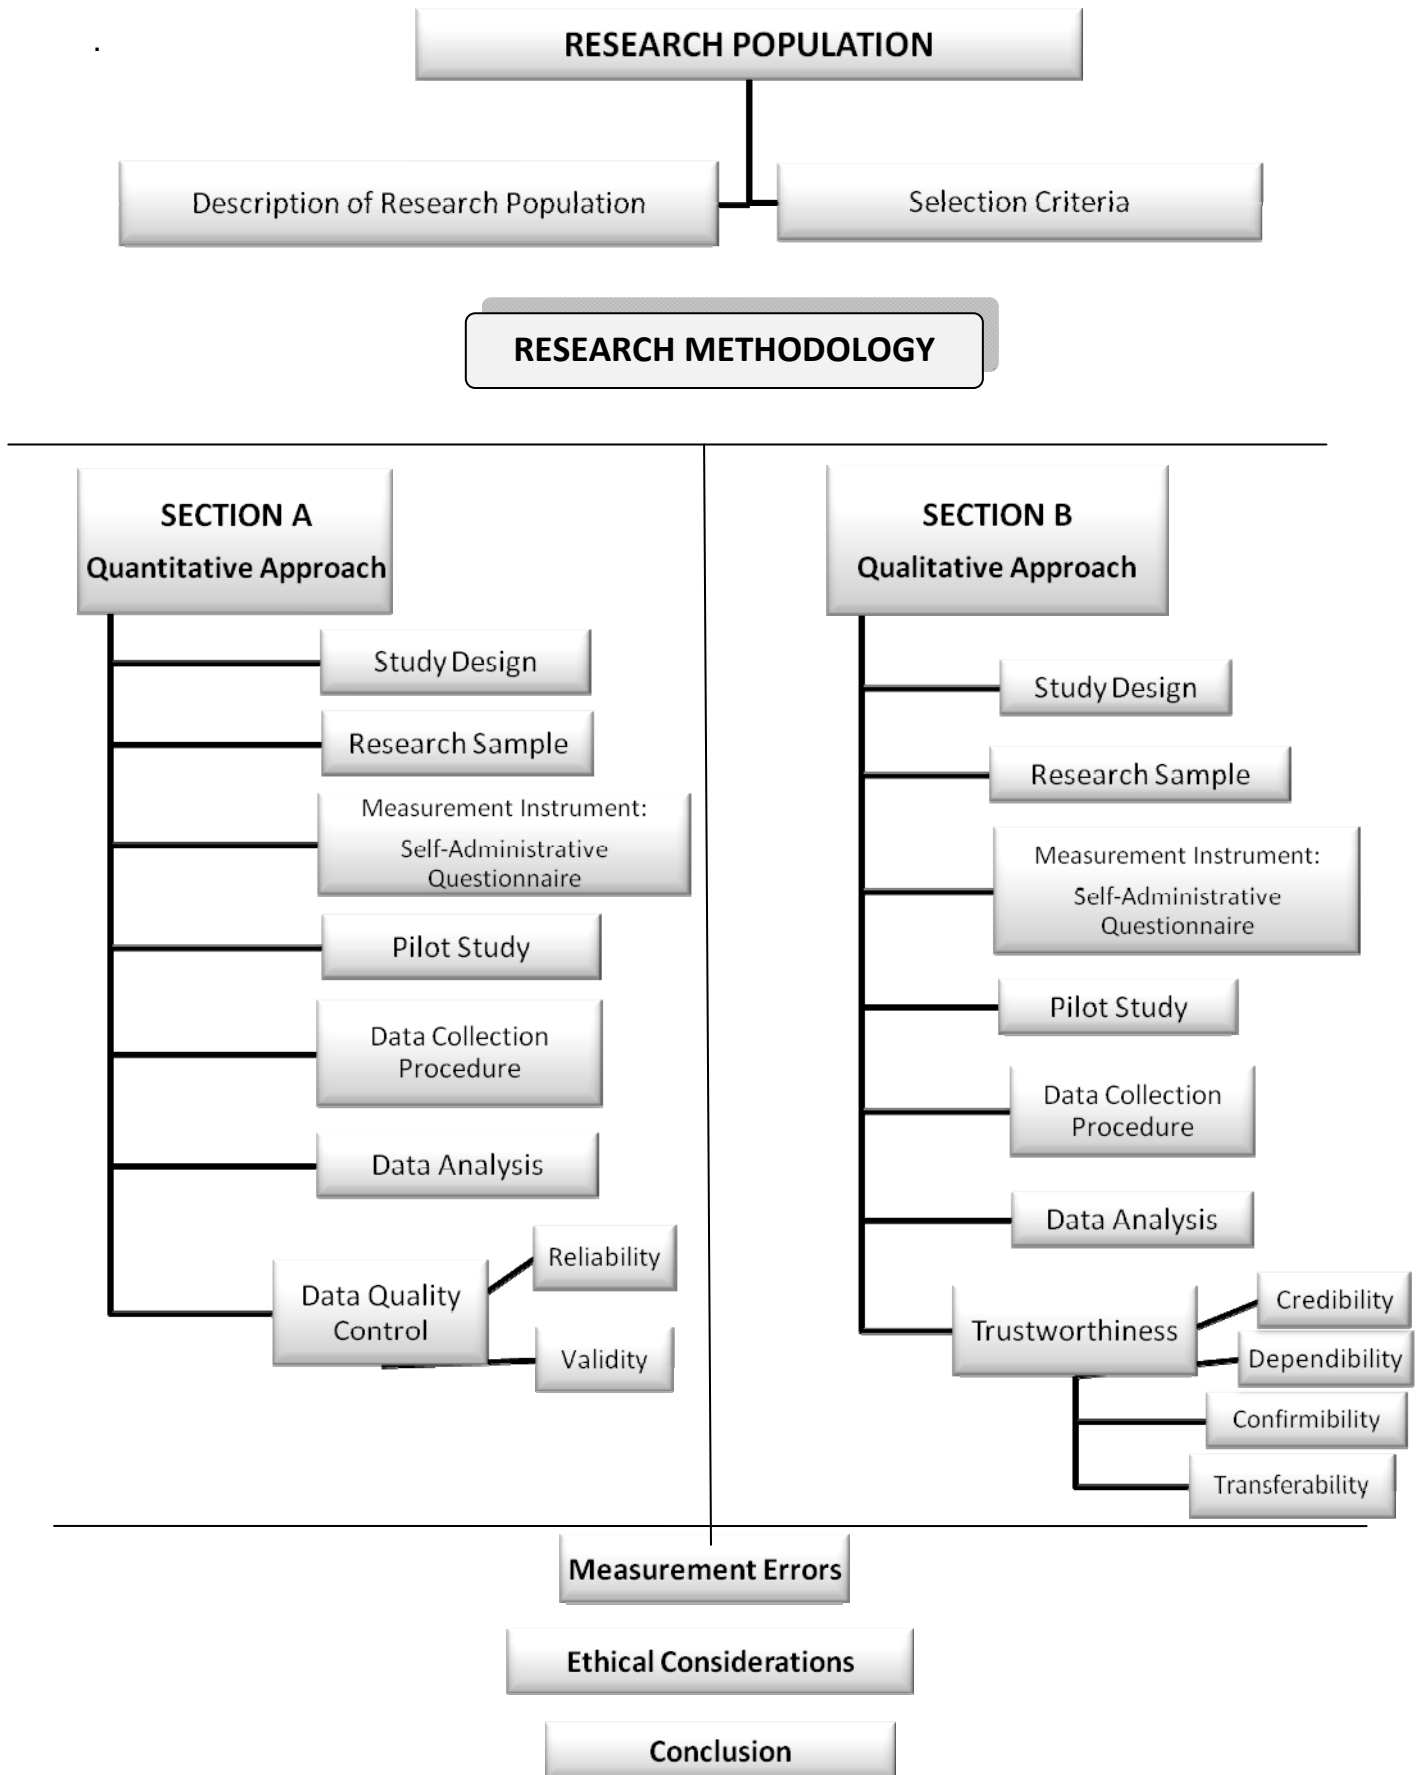 .
RESEARCH POPULATION
Description of Research Population
Selection Criteria
RESEARCH METHODOLOGY
SECTION A
Quantitative Approach
Study Design
Research Sample
Measurement Instrument:
Self-Administrative
Questionnaire
Pilot Study
Data Collection
Procedure
Data Analysis
Data Quality
Control
Reliability
Validity
SECTION B
Qualitative Approach
Study Design
Research Sample
Measurement Instrument:
Self-Administrative
Questionnaire
Pilot Study
Data Collection
Procedure
Data Analysis
Trustworthiness
Credibility
Dependibility
Confirmibility
Transferability
Measurement Errors
Ethical Considerations
Conclusion